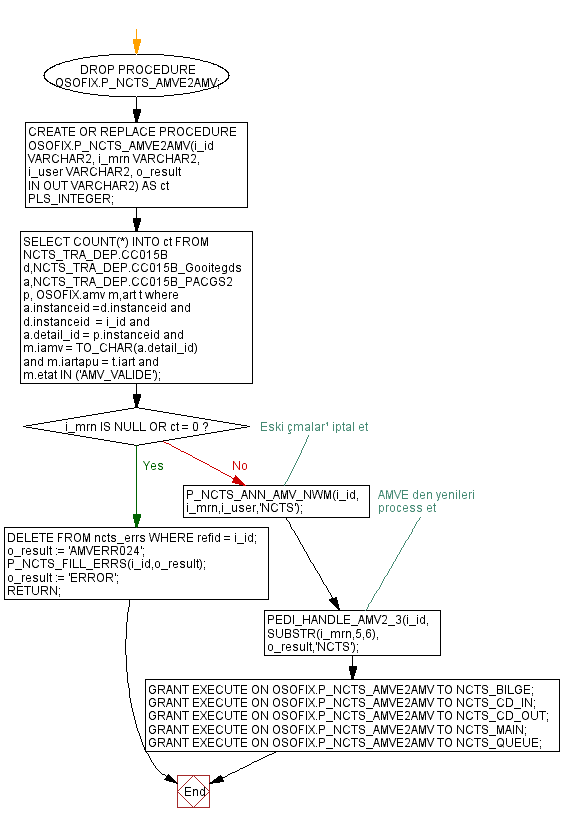 DROP PROCEDURE
OSOFIX.P_NCTS_AMVE2AMV;
CREATE OR REPLACE PROCEDURE
OSOFIX.P_NCTS_AMVE2AMV(i_id
VARCHAR2, i_mrn VARCHAR2,
i_user VARCHAR2, o_result
IN OUT VARCHAR2) AS ct
PLS_INTEGER;
SELECT COUNT(*) INTO ct FROM
NCTS_TRA_DEP.CC015B
d,NCTS_TRA_DEP.CC015B_Gooitegds
a,NCTS_TRA_DEP.CC015B_PACGS2
p, OSOFIX.amv m,art t where
a.instanceid =d.instanceid and
d.instanceid  = i_id and
a.detail_id = p.instanceid and
m.iamv = TO_CHAR(a.detail_id)
and m.iartapu = t.iart and
m.etat IN ('AMV_VALIDE');
i_mrn IS NULL OR ct = 0 ?
Eski çmalar' iptal et
Yes
No
P_NCTS_ANN_AMV_NWM(i_id,
i_mrn,i_user,'NCTS');
AMVE den yenileri
process et
DELETE FROM ncts_errs WHERE refid = i_id;
o_result := 'AMVERR024';
P_NCTS_FILL_ERRS(i_id,o_result);
o_result := 'ERROR';
RETURN;
PEDI_HANDLE_AMV2_3(i_id,
SUBSTR(i_mrn,5,6),
o_result,'NCTS');
GRANT EXECUTE ON OSOFIX.P_NCTS_AMVE2AMV TO NCTS_BILGE;
GRANT EXECUTE ON OSOFIX.P_NCTS_AMVE2AMV TO NCTS_CD_IN;
GRANT EXECUTE ON OSOFIX.P_NCTS_AMVE2AMV TO NCTS_CD_OUT;
GRANT EXECUTE ON OSOFIX.P_NCTS_AMVE2AMV TO NCTS_MAIN;
GRANT EXECUTE ON OSOFIX.P_NCTS_AMVE2AMV TO NCTS_QUEUE;
End